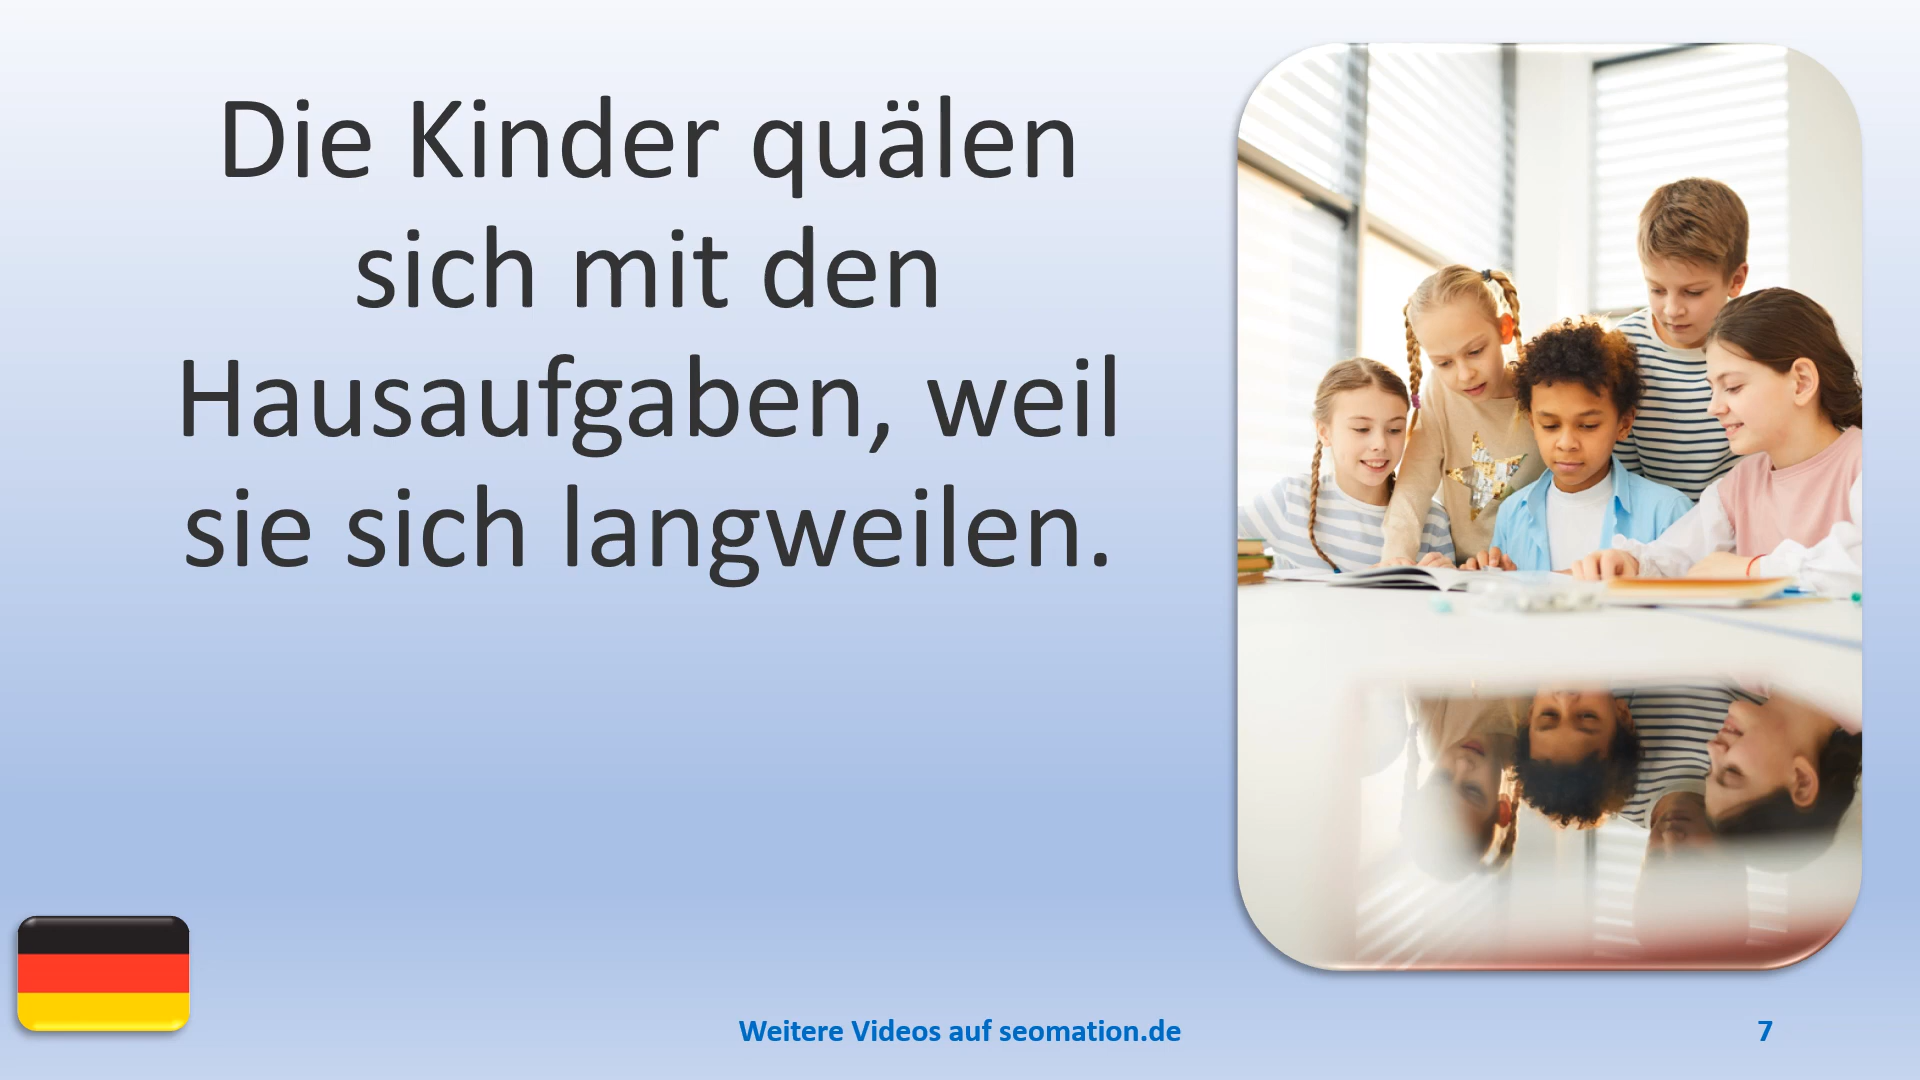 Die Kinder quälen
sich mit den
Hausaufgaben, weil
sie sich langweilen.
Weitere Videos auf seomation.de
7